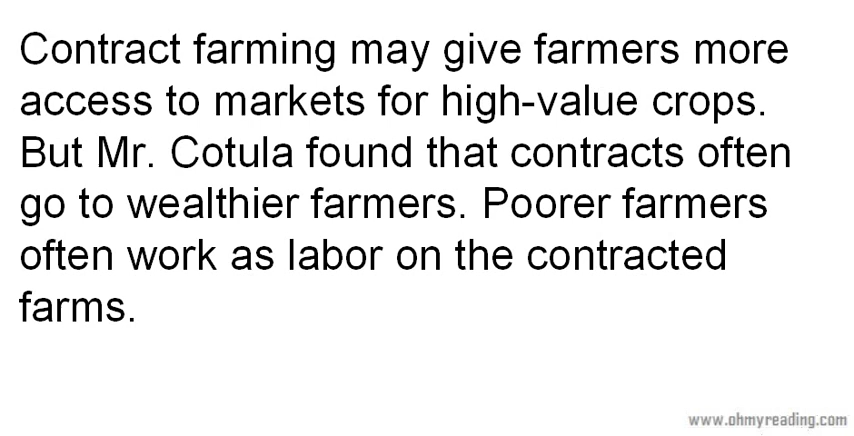 Contract farming may give farmers more
access to markets for high-value crops.
But Mr. Cotula found that contracts often
go to wealthier farmers. Poorer farmers
often work as labor on the contracted
farms.
www.ohmyreading.com